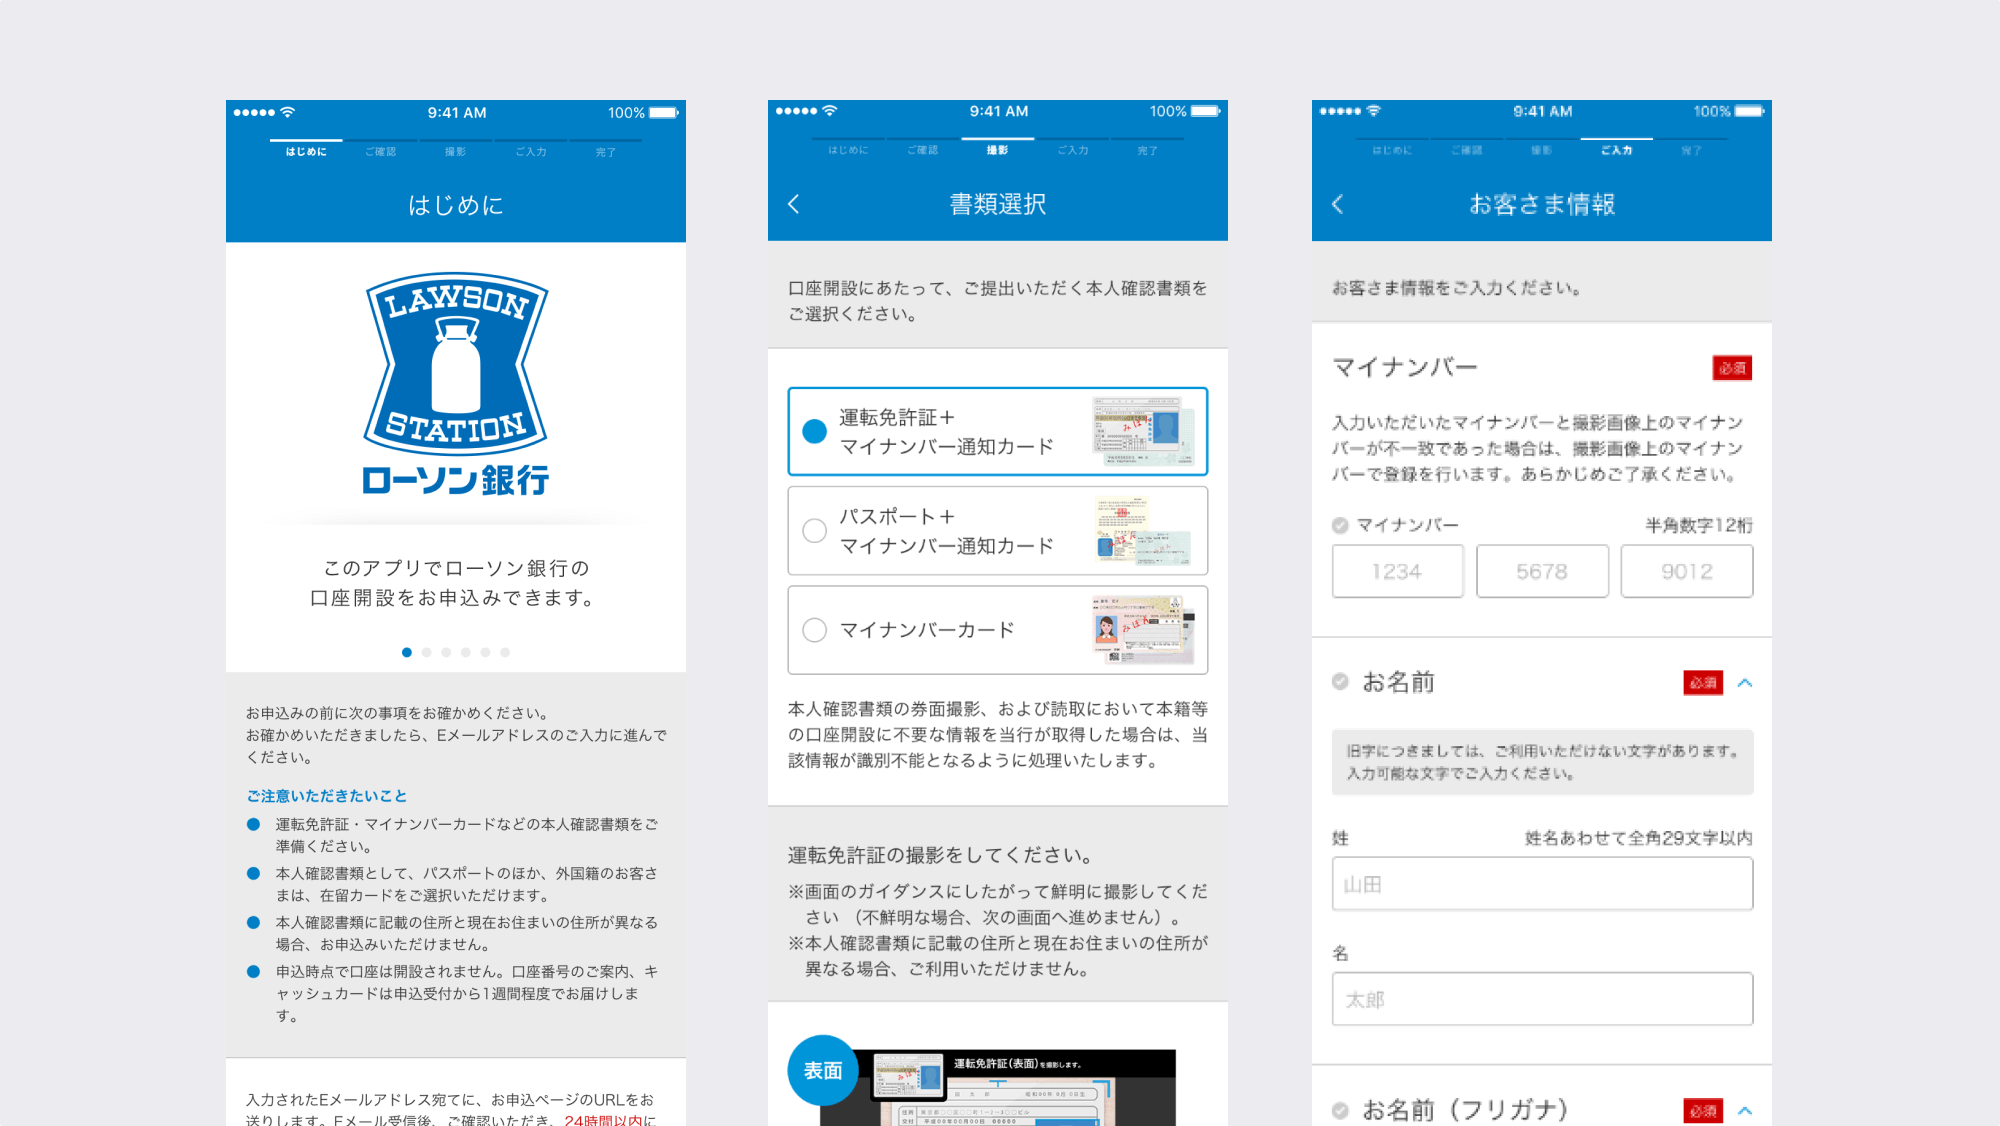 9:41 AM
100%
はじめに
ご確認
撮影
ご入力
完了
はじめに
LAWSON
STATION
ローソン銀行
このアプリでローソン銀行の
口座開設をお申込みできます。
お申込みの前に次の事項をお確かめください。
お確かめいただきましたら、Eメールアドレスのご入力に進んで
ください。
ご注意いただきたいこと
運転免許証・マイナンバーカードなどの本人確認書類をご
準備ください。
本人確認書類として、パスポートのほか、外国籍のお客さ
まは、在留カードをご選択いただけます。
本人確認書類に記載の住所と現在お住まいの住所が異なる
場合、お申込みいただけません。
申込時点で口座は開設されません。口座番号のご案内、キ
ャッシュカードは申込受付から1週間程度でお届けしま
す。
入力されたEメールアドレス宛てに、お申込ページのURLをお
送りします。Eメール受信後、ご確認いただき、24時間以内に
9:41 AM
100%
はじめに
ご確認
撮影
ご入力
完了
書類選択
口座開設にあたって、ご提出いただく本人確認書類を
ご選択ください。
運転免許証＋
マイナンバー通知カード
みほん
パスポート＋
マイナンバー通知カード
みほん
マイナンバーカード
みほん
本人確認書類の券面撮影、および読取において本籍等
の口座開設に不要な情報を当行が取得した場合は、当
該情報が識別不能となるように処理いたします。
運転免許証の撮影をしてください。
※画面のガイダンスにしたがって鮮明に撮影してくだ
さい （不鮮明な場合、次の画面へ進めません）。
※本人確認書類に記載の住所と現在お住まいの住所が
異なる場合、ご利用いただけません。
表面
運転免許証(表面)を撮影します。
9:41 AM
100%
はじめに
ご確認
撮影
ご入力
完了
お客さま情報
お客さま情報をご入力ください。
マイナンバー
必須
入力いただいたマイナンバーと撮影画像上のマイナン
バーが不一致であった場合は、撮影画像上のマイナン
バーで登録を行います。あらかじめご了承ください。
マイナンバー
半角数字12桁
1234
5678
9012
お名前
必須
旧字につきましては、ご利用いただけない文字があります。
入力可能な文字でご入力ください。
姓
姓名あわせて全角29文字以内
山田
名
太郎
お名前（フリガナ）
必須